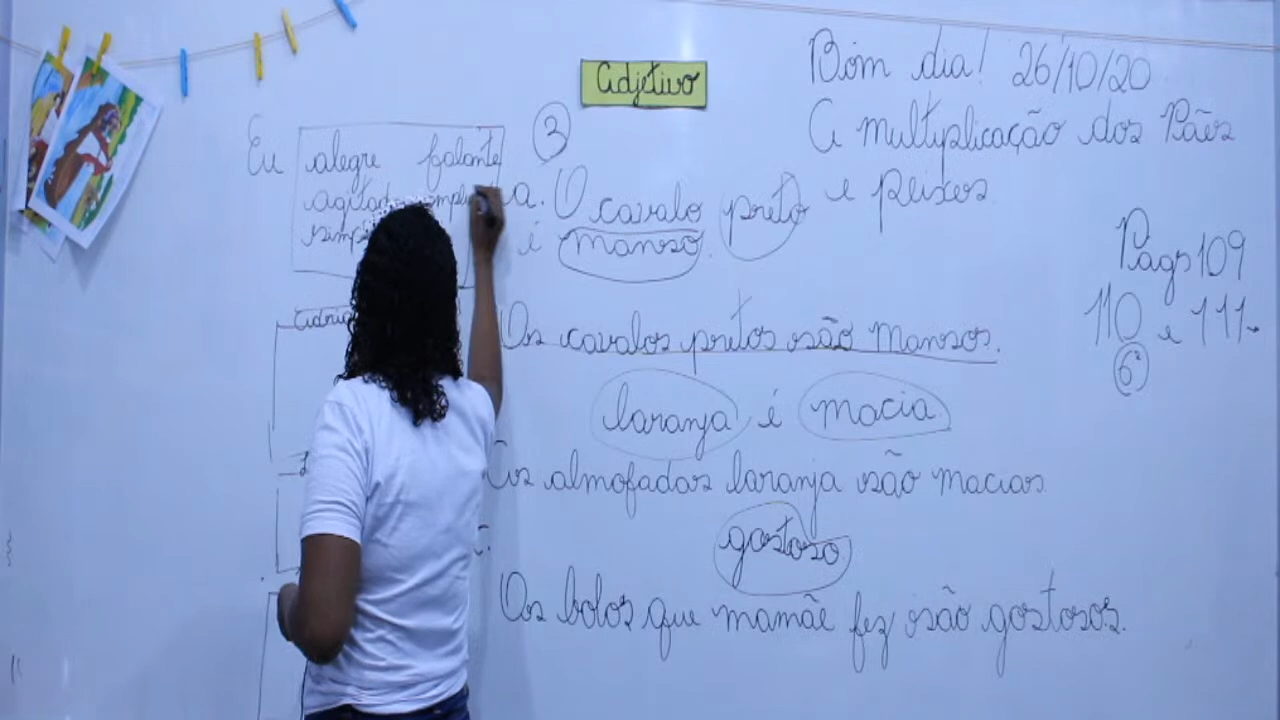 Adjetivo
Bom dia! 26/10/20
A multiplicação dos Pães
e peixes
Pags 109
110 e 111.
6º
Eu alegre falante
3
a. O cavalo preto
é manso.
Os cavalos pretos são mansos.
laranja é macia.
As almofadas laranja são macias.
gostoso
Os bolos que mamãe fez são gostosos.